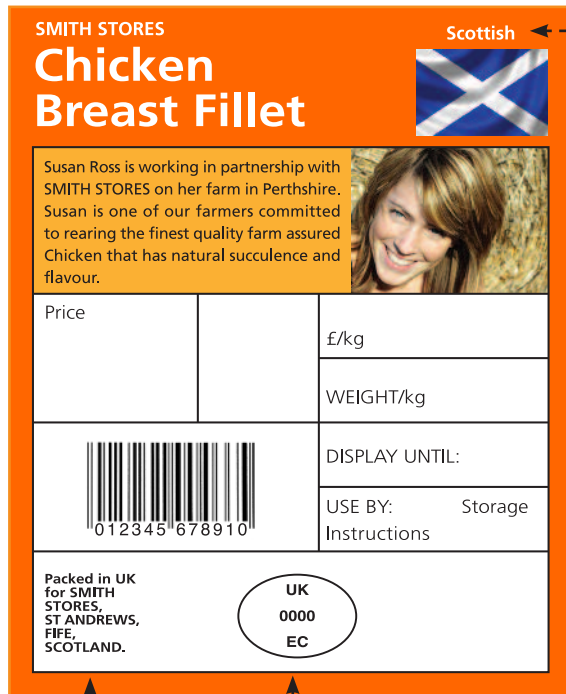 SMITH STORES
Chicken
Breast Fillet
Scottish
Susan Ross is working in partnership with
SMITH STORES on her farm in Perthshire.
Susan is one of our farmers committed
to rearing the finest quality farm assured
Chicken that has natural succulence and
flavour.
Price
£/kg
WEIGHT/kg
012345 678910
DISPLAY UNTIL:
USE BY: Storage
Instructions
Packed in UK
for SMITH
STORES,
ST ANDREWS,
FIFE,
SCOTLAND.
UK
0000
EC